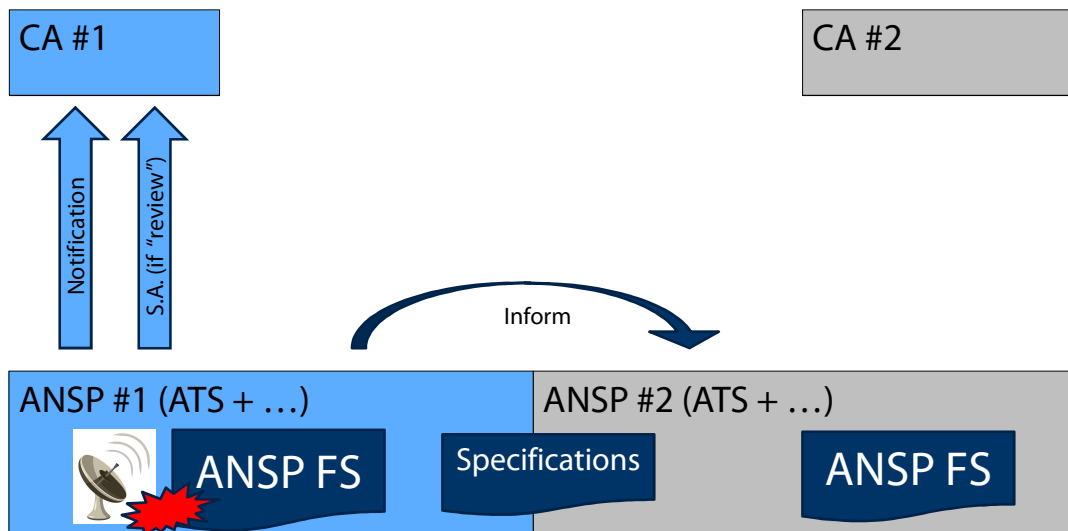 CA #1
CA #2
Notification
S.A. (if “review”)
Inform
ANSP #1 (ATS + …)
ANSP #2 (ATS + …)
ANSP FS
Specifications
ANSP FS